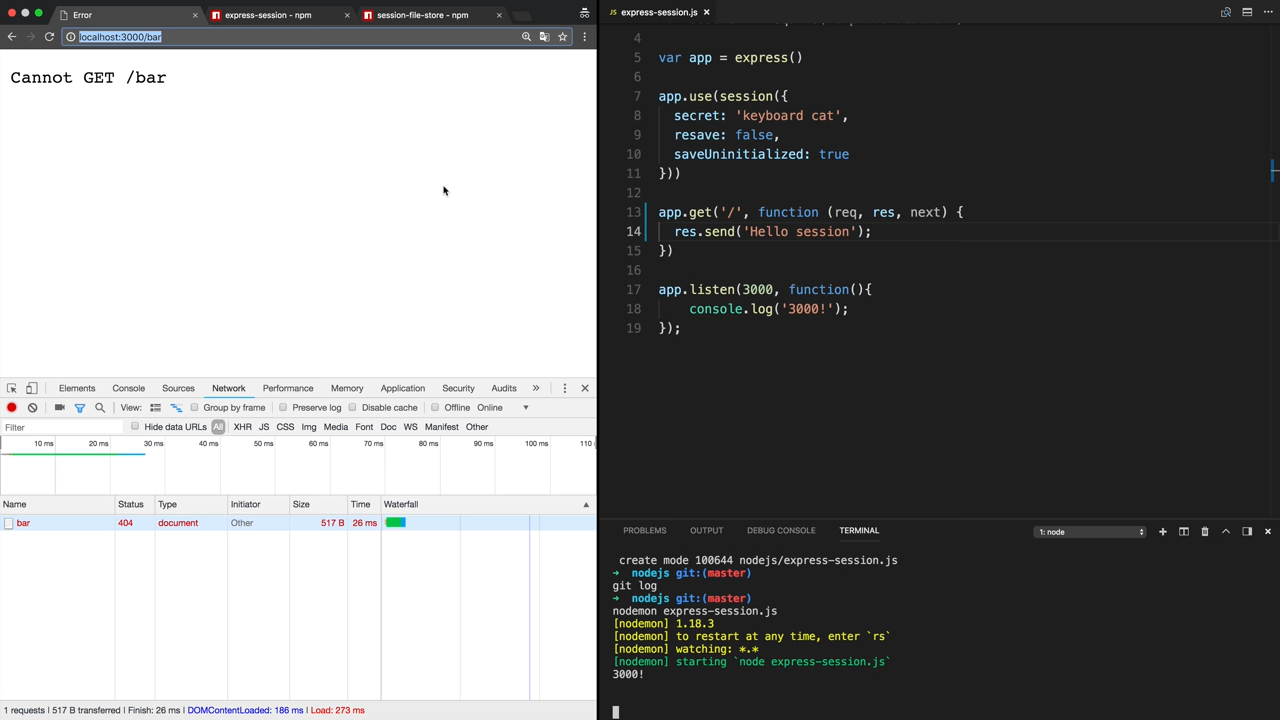 Error
express-session - npm
session-file-store - npm
localhost:3000/bar
Cannot GET /bar
Elements Console Sources Network Performance Memory Application Security Audits
View: Group by frame Preserve log Disable cache Offline Online
Filter Hide data URLs All XHR JS CSS Img Media Font Doc WS Manifest Other
10 ms 20 ms 30 ms 40 ms 50 ms 60 ms 70 ms 80 ms 90 ms 100 ms 110
Name Status Type Initiator Size Time Waterfall
bar 404 document Other 517 B 26 ms
1 requests | 517 B transferred | Finish: 26 ms | DOMContentLoaded: 186 ms | Load: 273 ms
JS express-session.js
4
5 var app = express()
6
7 app.use(session({
8 secret: 'keyboard cat',
9 resave: false,
10 saveUninitialized: true
11 }))
12
13 app.get('/', function (req, res, next) {
14 res.send('Hello session');
15 })
16
17 app.listen(3000, function(){
18 console.log('3000!');
19 });
PROBLEMS OUTPUT DEBUG CONSOLE TERMINAL 1: node
create mode 100644 nodejs/express-session.js
➜ nodejs git:(master)
git log
➜ nodejs git:(master)
nodemon express-session.js
[nodemon] 1.18.3
[nodemon] to restart at any time, enter `rs`
[nodemon] watching: *.*
[nodemon] starting `node express-session.js`
3000!